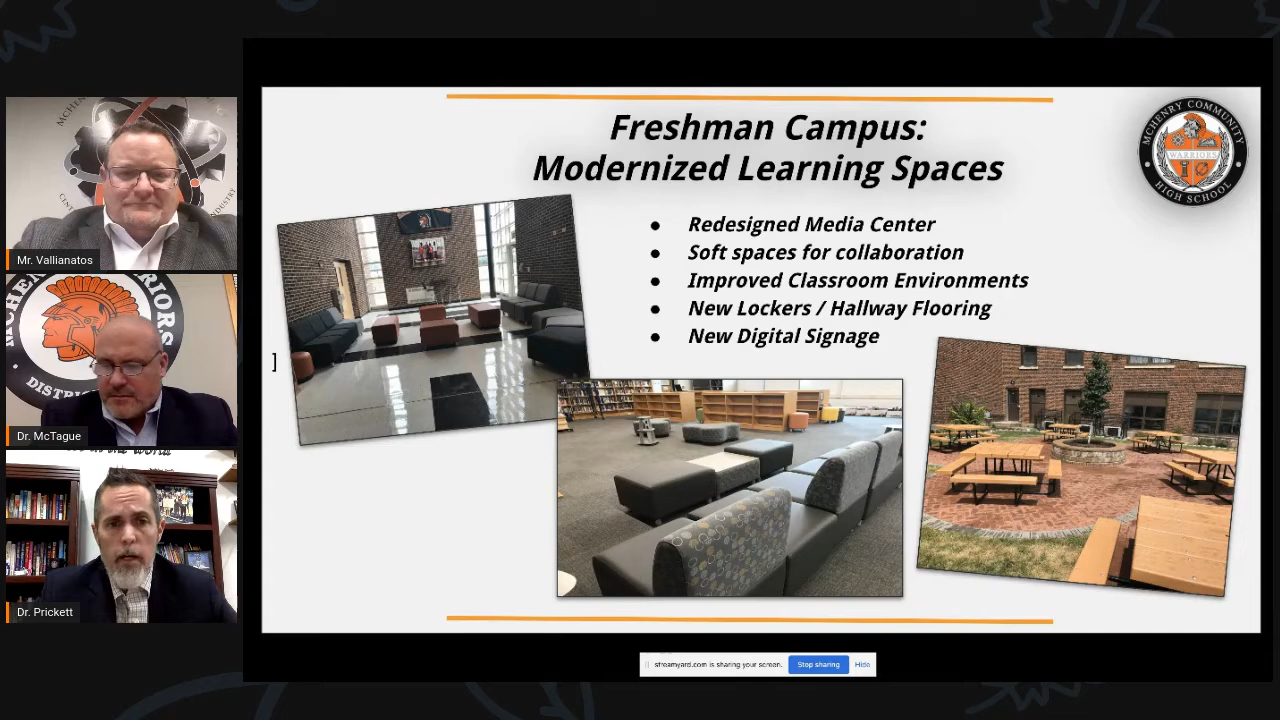 Freshman Campus:
Modernized Learning Spaces
MCHENRY COMMUNITY
WARRIORS
HIGH SCHOOL
● Redesigned Media Center
● Soft spaces for collaboration
● Improved Classroom Environments
● New Lockers / Hallway Flooring
● New Digital Signage
]
Mr. Vallianatos
Dr. McTague
Dr. Prickett
streamyard.com is sharing your screen.
Stop sharing
Hide